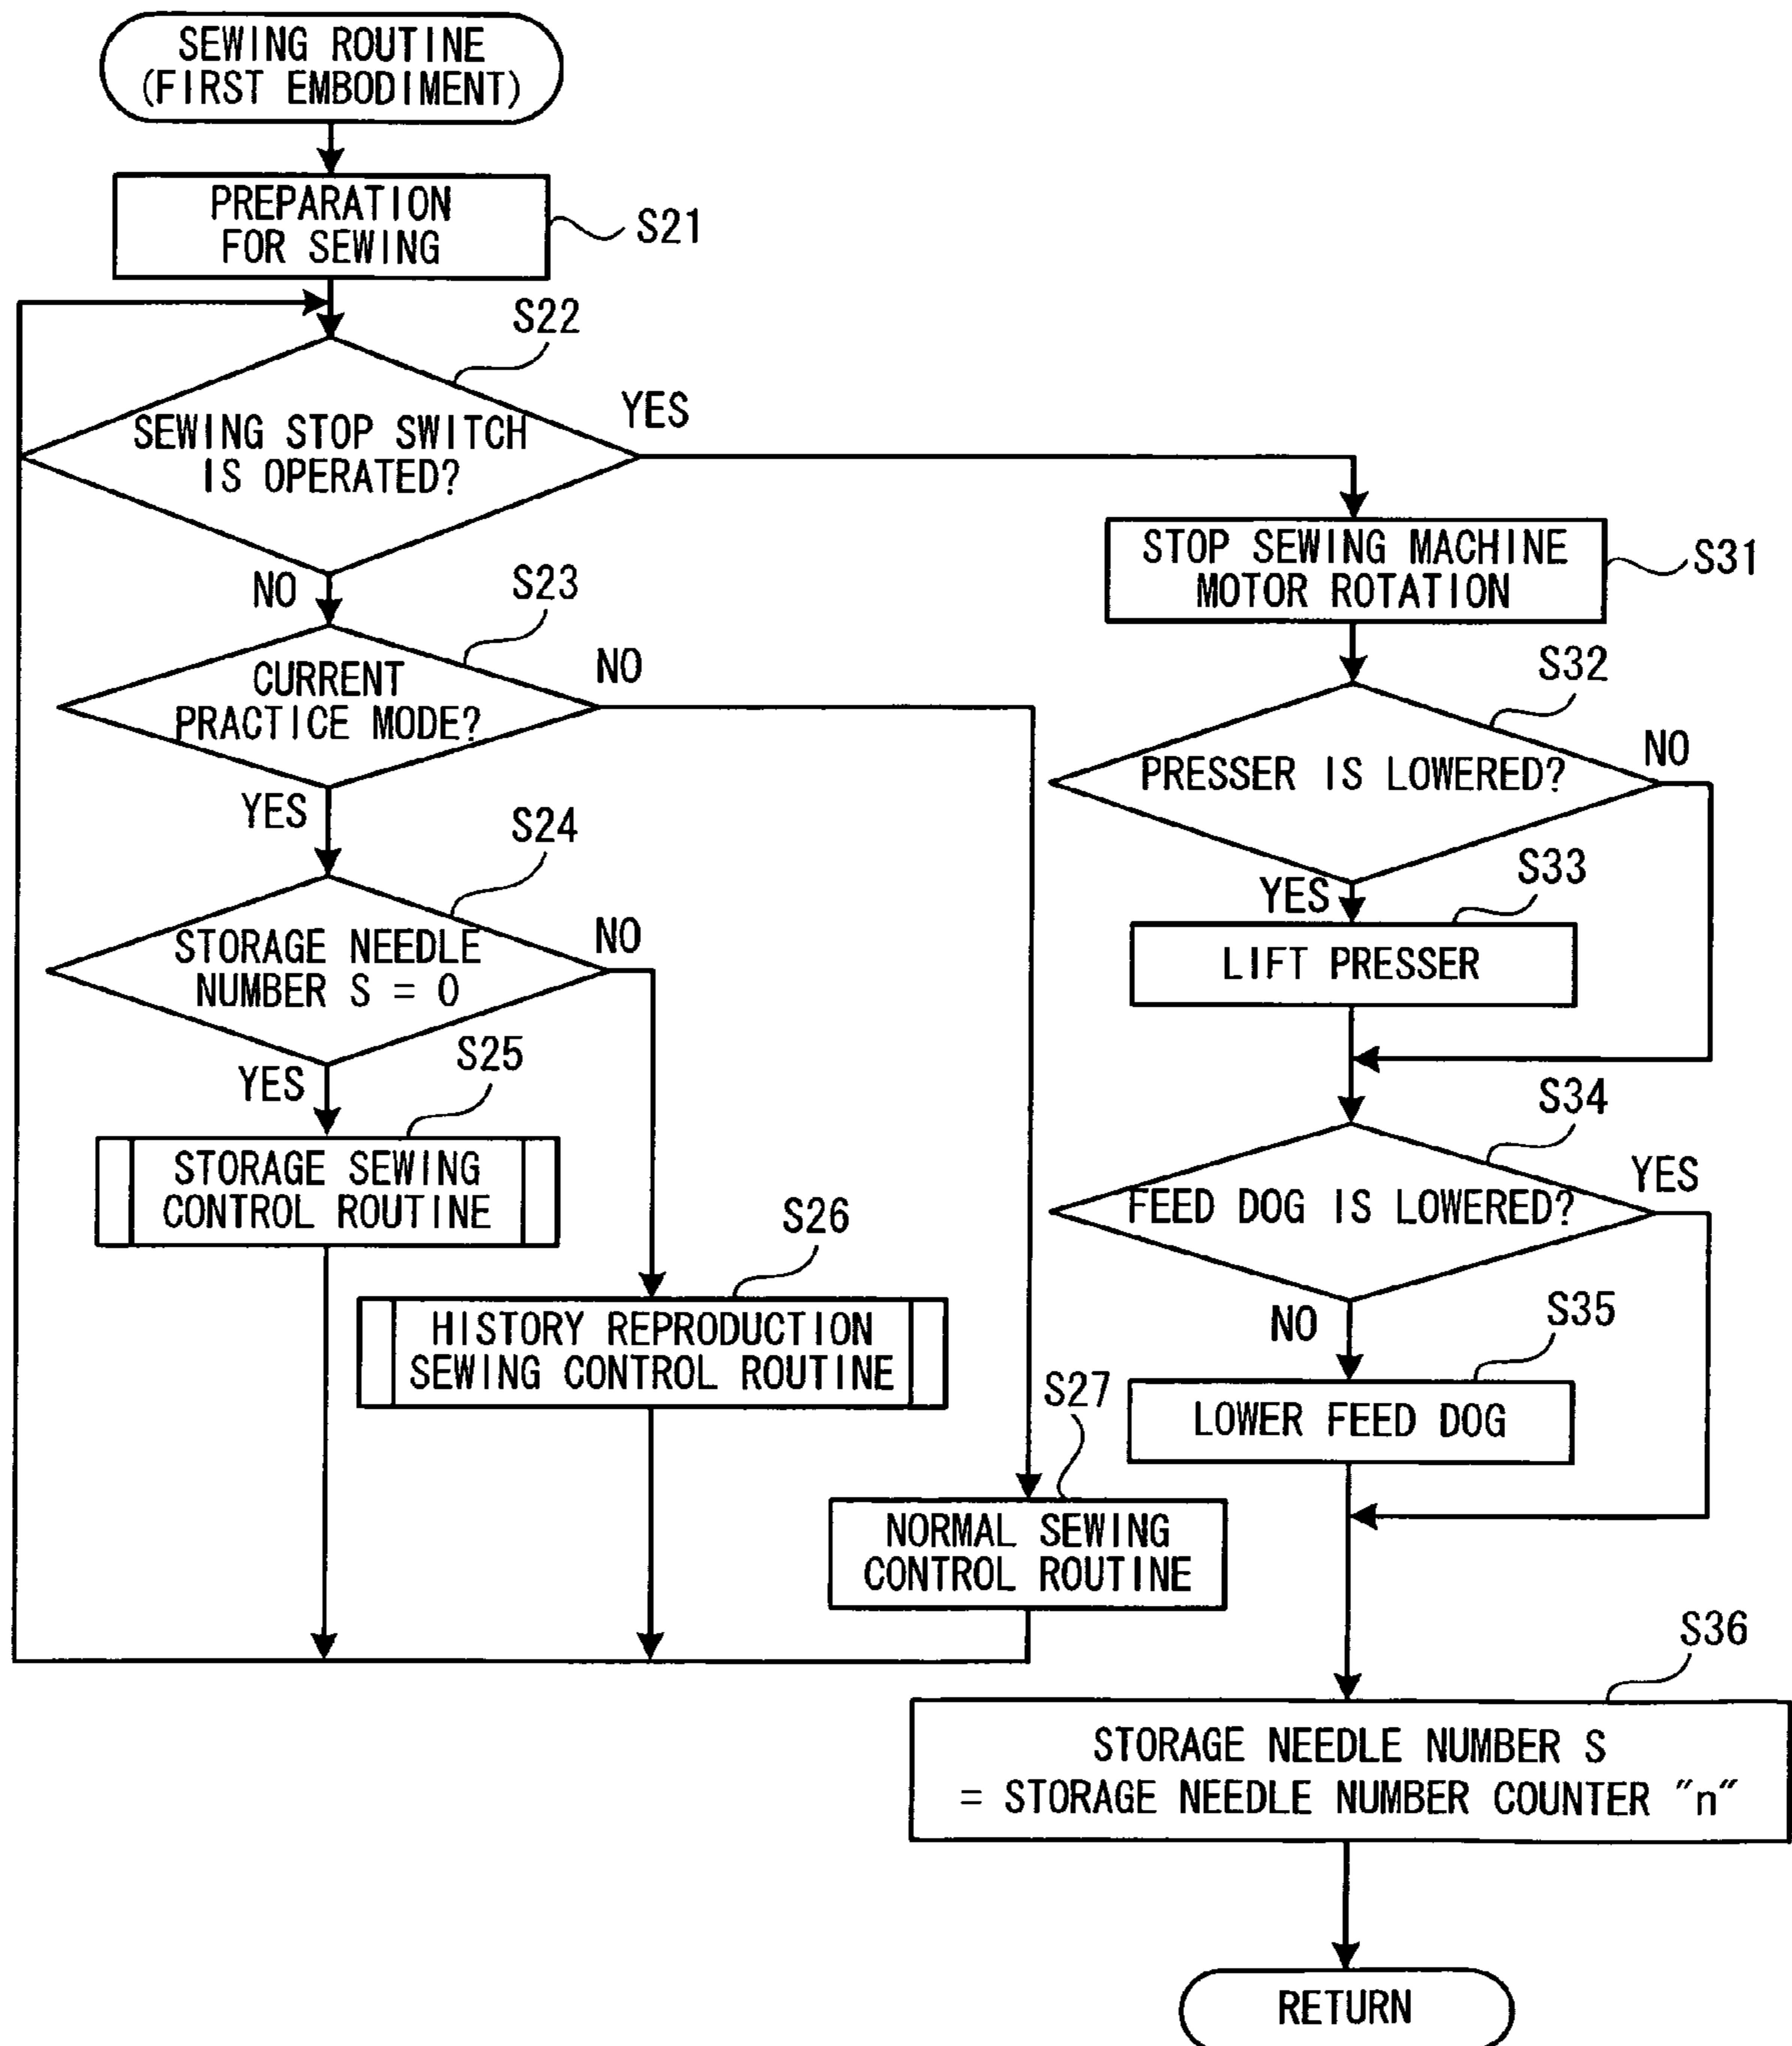 SEWING ROUTINE
(FIRST EMBODIMENT)
PREPARATION
FOR SEWING
S21
S22
SEWING STOP SWITCH
IS OPERATED?
YES
NO
S23
CURRENT
PRACTICE MODE?
NO
YES
S24
STORAGE NEEDLE
NUMBER S = 0
NO
YES
S25
STORAGE SEWING
CONTROL ROUTINE
S26
HISTORY REPRODUCTION
SEWING CONTROL ROUTINE
S27
NORMAL SEWING
CONTROL ROUTINE
STOP SEWING MACHINE
MOTOR ROTATION
S31
S32
PRESSER IS LOWERED?
NO
YES
S33
LIFT PRESSER
S34
FEED DOG IS LOWERED?
YES
NO
S35
LOWER FEED DOG
S36
STORAGE NEEDLE NUMBER S
= STORAGE NEEDLE NUMBER COUNTER "n"
RETURN